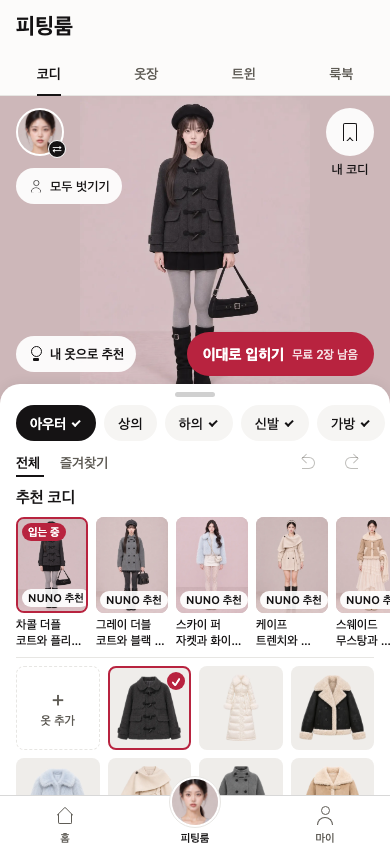 피팅룸
코디
옷장
트윈
룩북
모두 벗기기
내 코디
내 옷으로 추천
이대로 입히기 무료 2장 남음
아우터
상의
하의
신발
가방
전체
즐겨찾기
추천 코디
입는 중
NUNO 추천
NUNO 추천
NUNO 추천
NUNO 추천
NUNO 추
차콜 더플
코트와 플리...
그레이 더블
코트와 블랙 ...
스카이 퍼
자켓과 화이...
케이프
트렌치와 ...
스웨이드
무스탕과 ...
+
옷 추가
홈
피팅룸
마이